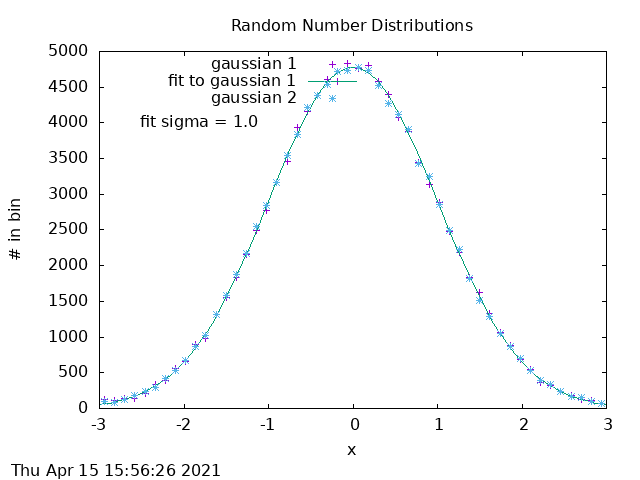 Random Number Distributions
5000
4500
4000
3500
3000
2500
2000
1500
1000
500
0
# in bin
gaussian 1
fit to gaussian 1
gaussian 2
fit sigma = 1.0
-3 -2 -1 0 1 2 3
x
Thu Apr 15 15:56:26 2021